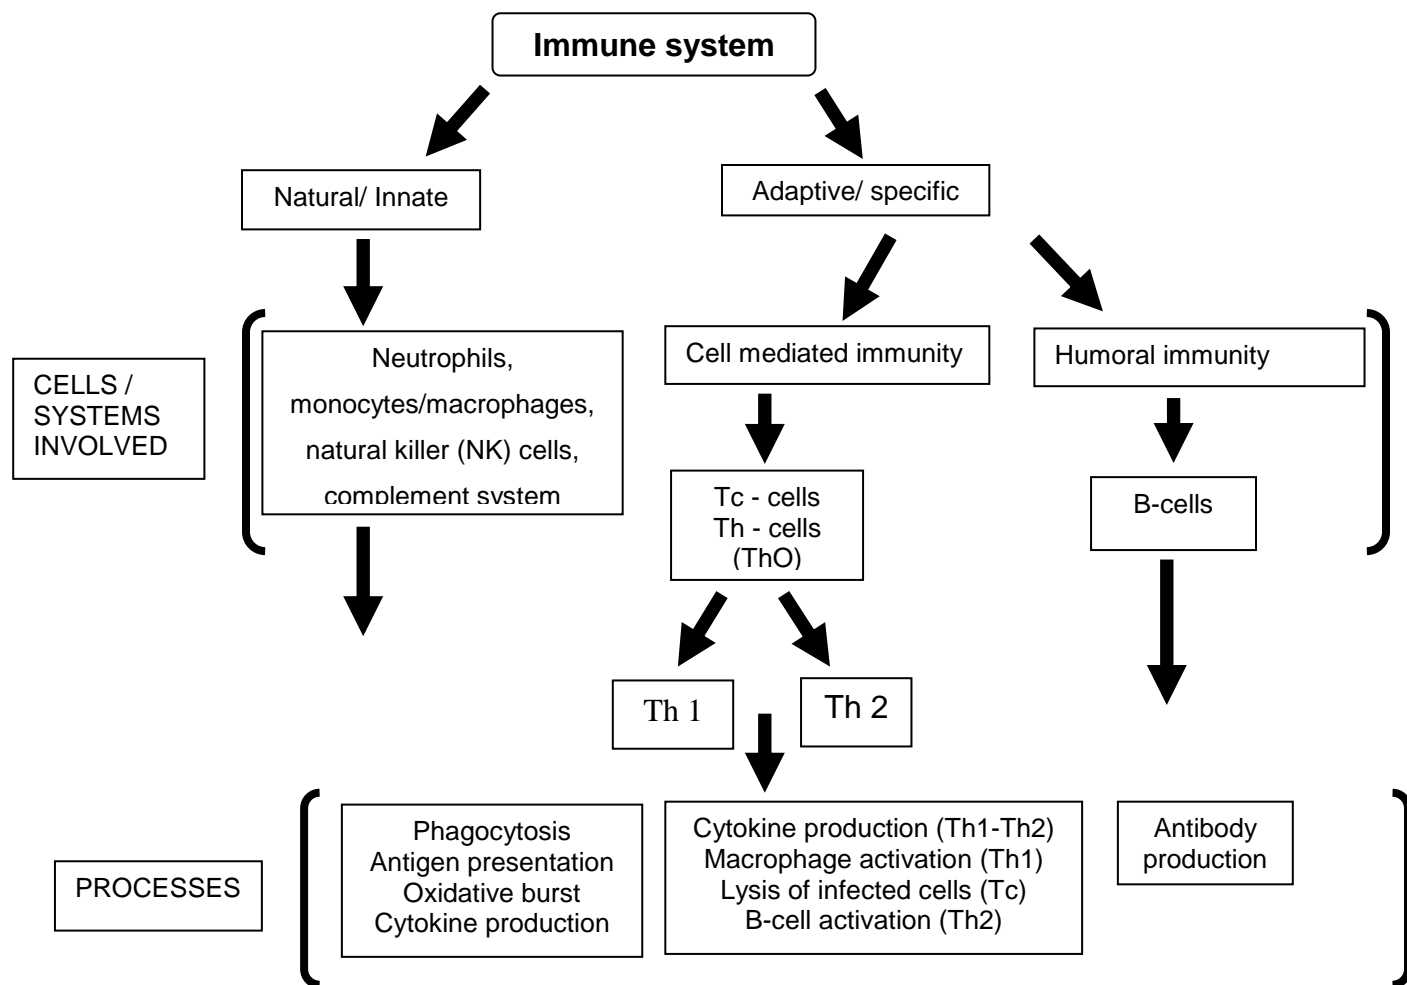 Immune system
Natural/ Innate
Adaptive/ specific
CELLS /
SYSTEMS
INVOLVED
Neutrophils,
monocytes/macrophages,
natural killer (NK) cells,
complement system
Cell mediated immunity
Humoral immunity
Tc - cells
Th - cells
(ThO)
B-cells
Th 1
Th 2
PROCESSES
Phagocytosis
Antigen presentation
Oxidative burst
Cytokine production
Cytokine production (Th1-Th2)
Macrophage activation (Th1)
Lysis of infected cells (Tc)
B-cell activation (Th2)
Antibody
production